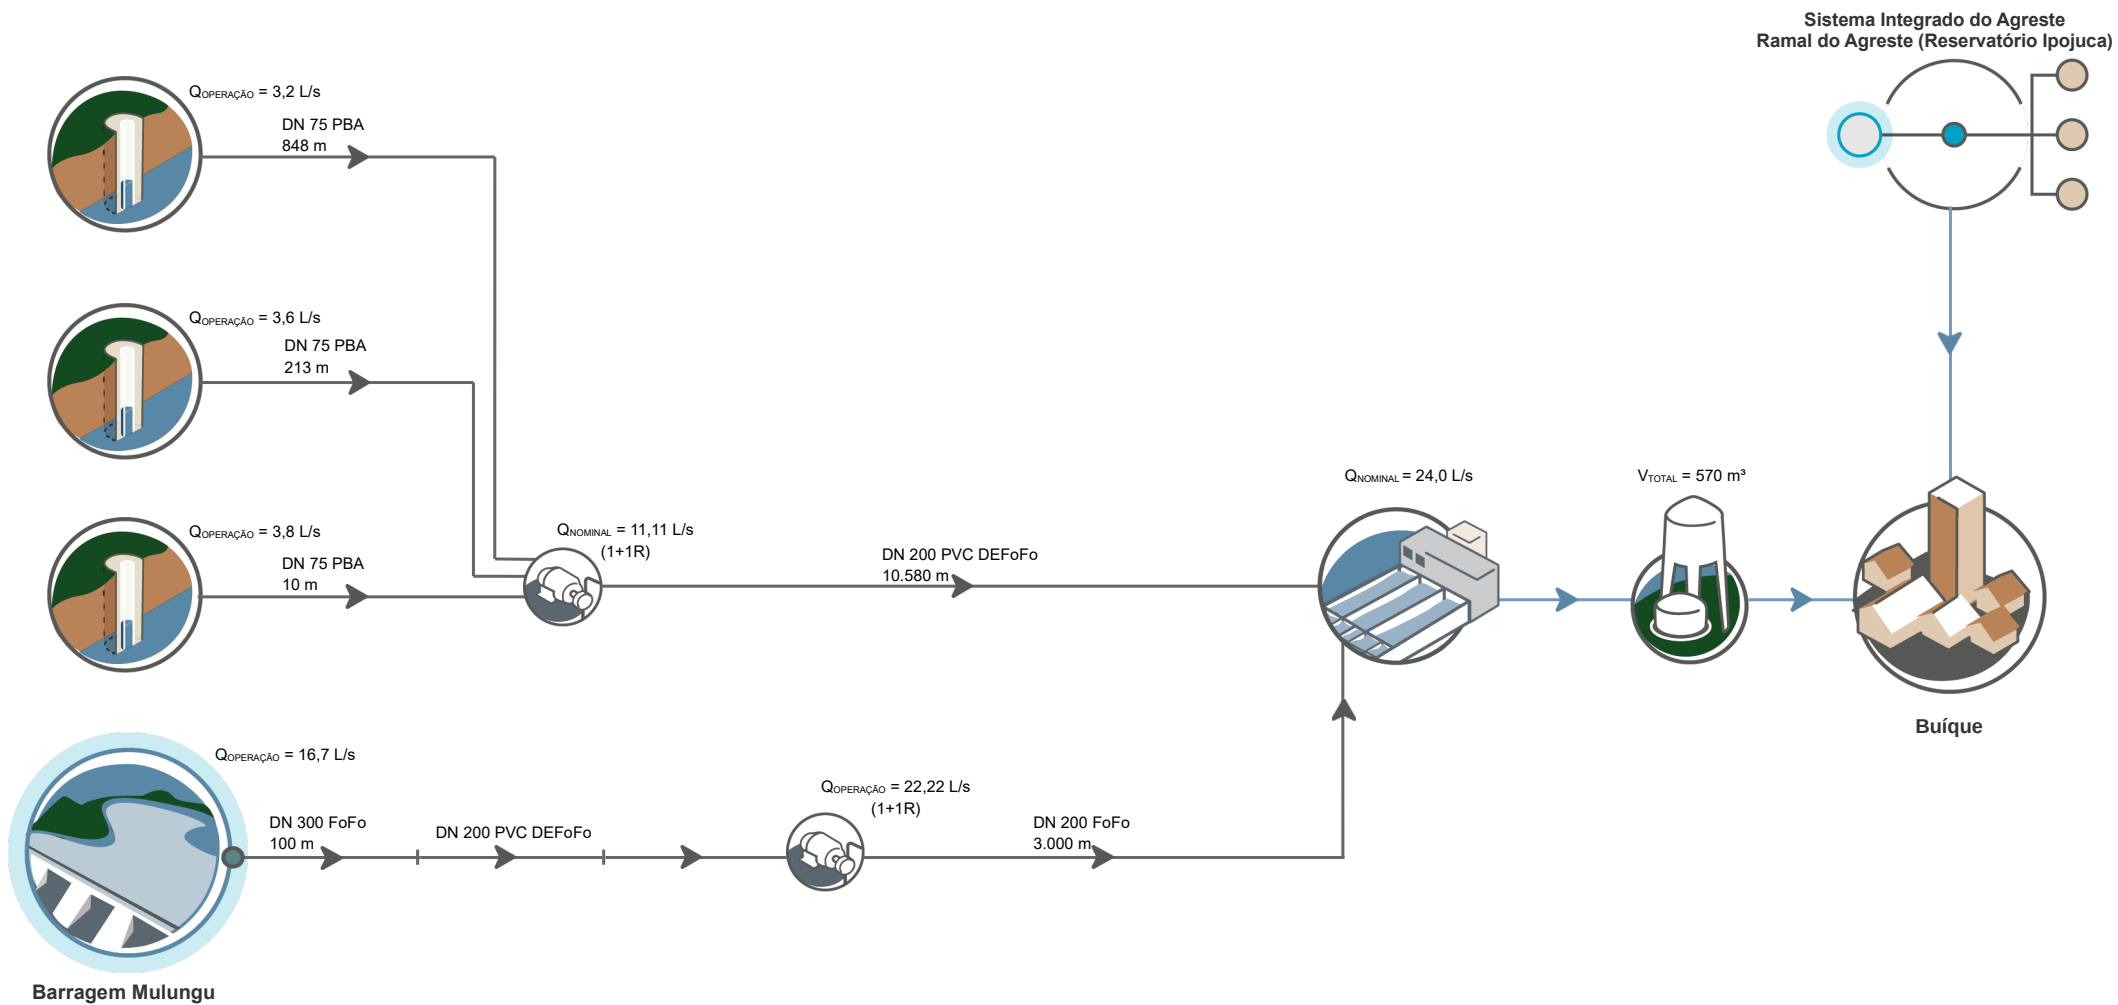 Sistema Integrado do Agreste
Ramal do Agreste (Reservatório Ipojuca)
QOPERAÇÃO = 3,2 L/s
DN 75 PBA
848 m
QOPERAÇÃO = 3,6 L/s
DN 75 PBA
213 m
QOPERAÇÃO = 3,8 L/s
DN 75 PBA
10 m
QNOMINAL = 11,11 L/s
(1+1R)
DN 200 PVC DEFoFo
10.580 m
QNOMINAL = 24,0 L/s
VTOTAL = 570 m³
Buíque
QOPERAÇÃO = 16,7 L/s
DN 300 FoFo
100 m
DN 200 PVC DEFoFo
QOPERAÇÃO = 22,22 L/s
(1+1R)
DN 200 FoFo
3.000 m
Barragem Mulungu